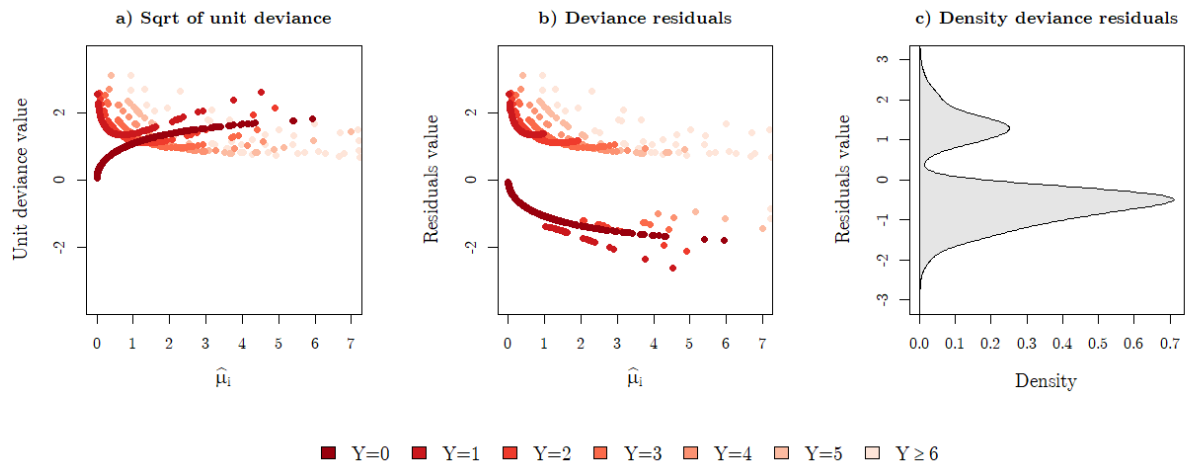 a) Sqrt of unit deviance
Unit deviance value
2
0
-2
0 1 2 3 4 5 6 7
μ̂i
b) Deviance residuals
Residuals value
2
0
-2
0 1 2 3 4 5 6 7
μ̂i
c) Density deviance residuals
Residuals value
3
2
1
0
-1
-2
-3
0.0 0.1 0.2 0.3 0.4 0.5 0.6 0.7
Density
Y=0 Y=1 Y=2 Y=3 Y=4 Y=5 Y ≥ 6